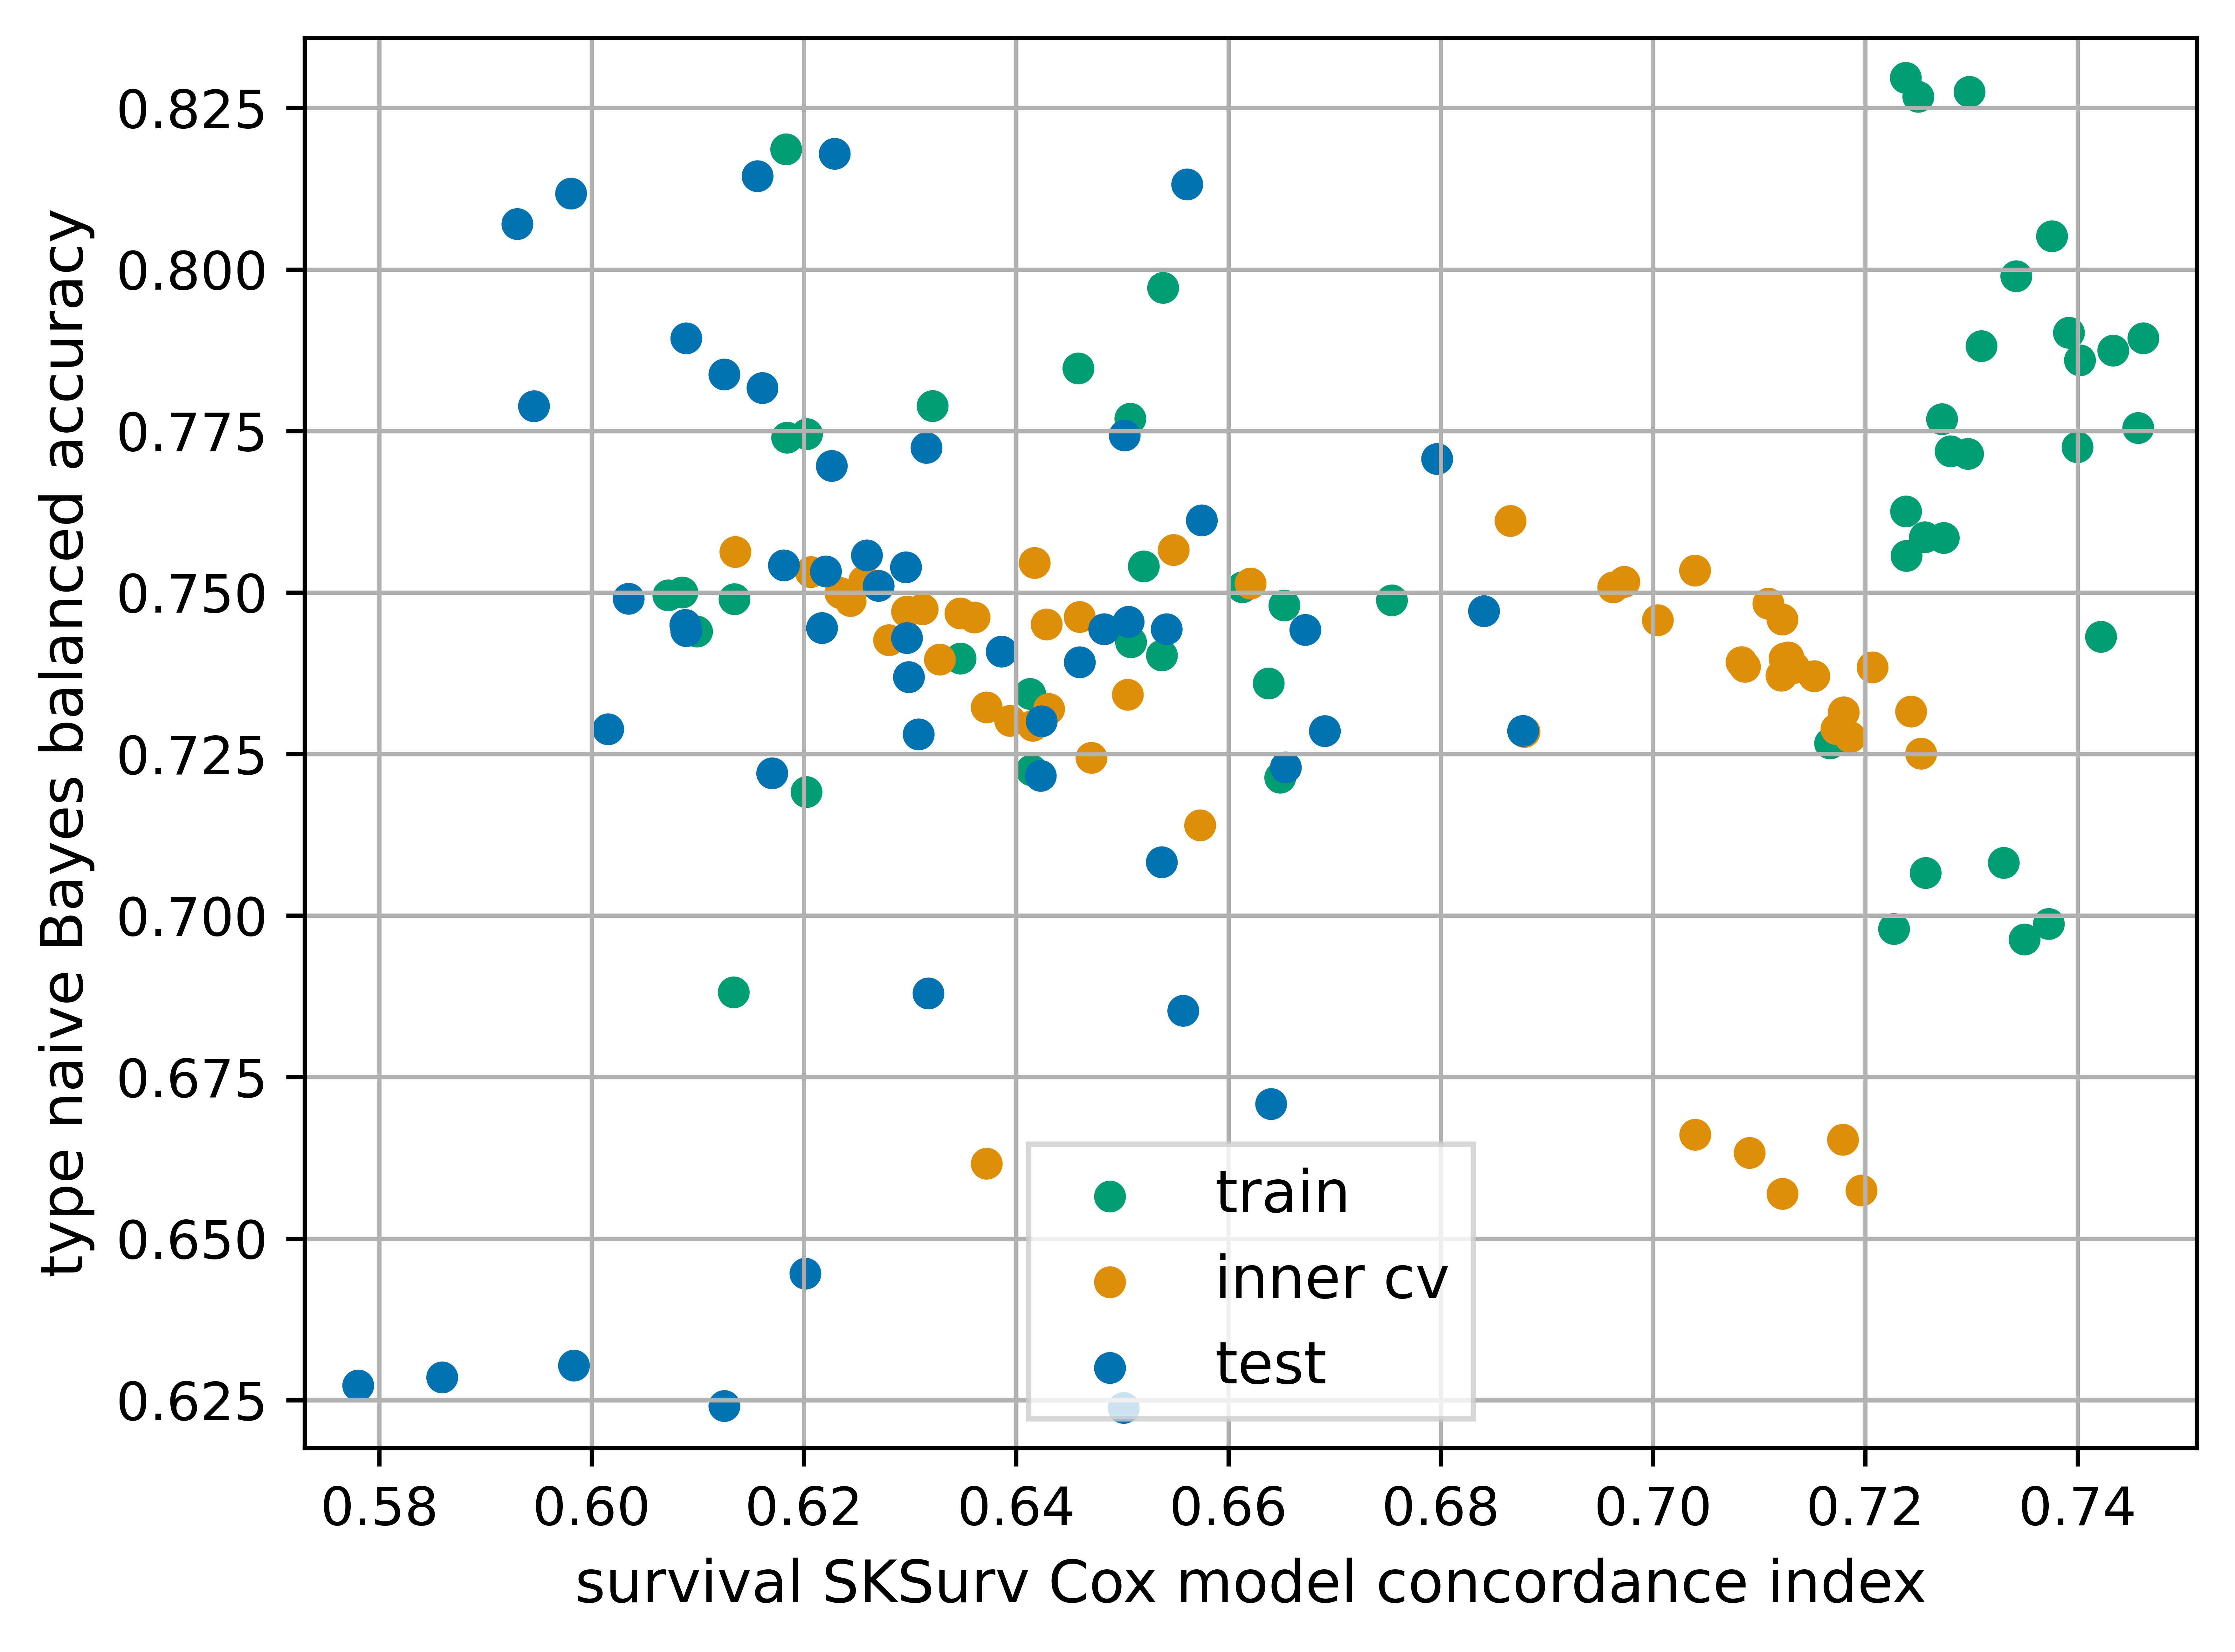 type naive Bayes balanced accuracy
0.825
0.800
0.775
0.750
0.725
0.700
0.675
0.650
0.625
train
inner cv
test
0.58 0.60 0.62 0.64 0.66 0.68 0.70 0.72 0.74
survival SKSurv Cox model concordance index